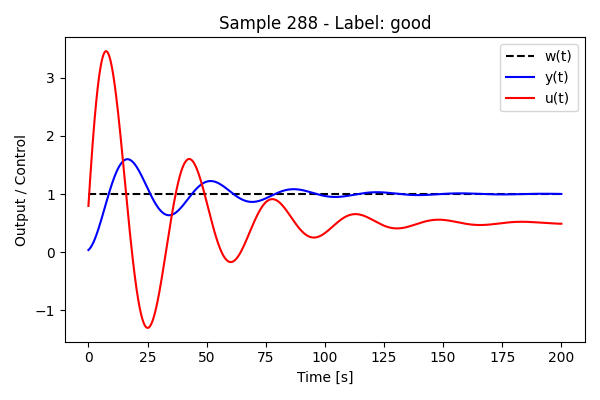 Sample 288 - Label: good
w(t)
y(t)
u(t)
Output / Control
3
2
1
0
−1
0 25 50 75 100 125 150 175 200
Time [s]